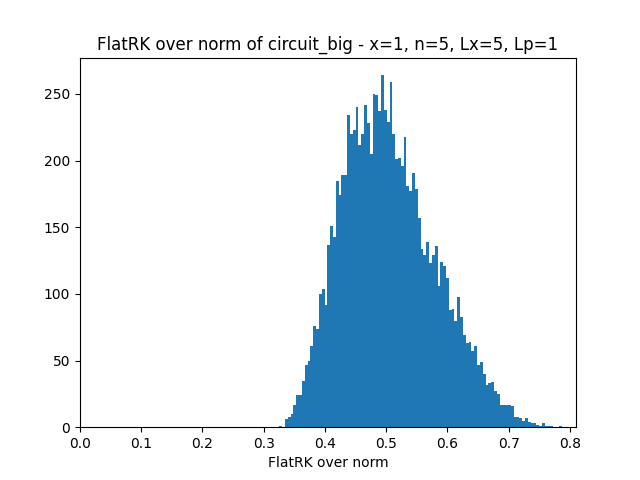 FlatRK over norm of circuit_big - x=1, n=5, Lx=5, Lp=1
250
200
150
100
50
0
0.0 0.1 0.2 0.3 0.4 0.5 0.6 0.7 0.8
FlatRK over norm